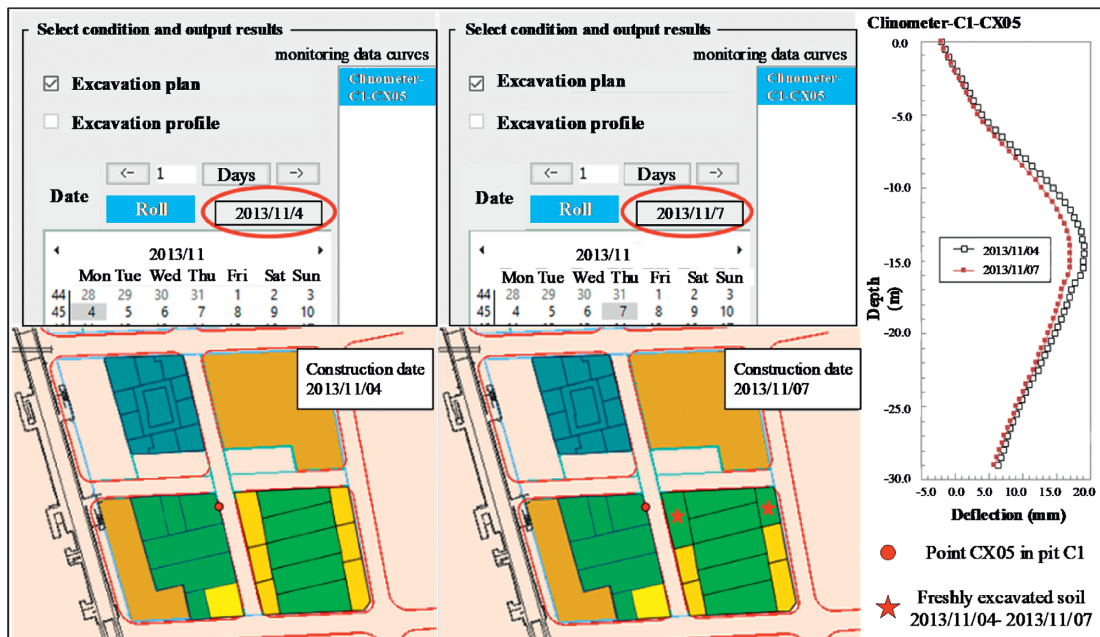 Select condition and output results
monitoring data curves
Excavation plan
Excavation profile
Clinometer-
C1-CX05
<- 1 Days ->
Date
Roll
2013/11/4
2013/11
Mon Tue Wed Thu Fri Sat Sun
44 28 29 30 31 1 2 3
45 4 5 6 7 8 9 10
Construction date
2013/11/04
Select condition and output results
monitoring data curves
Excavation plan
Excavation profile
Clinometer-
C1-CX05
<- 1 Days ->
Date
Roll
2013/11/7
2013/11
Mon Tue Wed Thu Fri Sat Sun
44 28 29 30 31 1 2 3
45 4 5 6 7 8 9 10
Construction date
2013/11/07
Clinometer-C1-CX05
0.0
-5.0
-10.0
-15.0
-20.0
-25.0
-30.0
Depth
(m)
2013/11/04
2013/11/07
-5.0 0.0 5.0 10.0 15.0 20.0
Deflection (mm)
Point CX05 in pit C1
Freshly excavated soil
2013/11/04- 2013/11/07